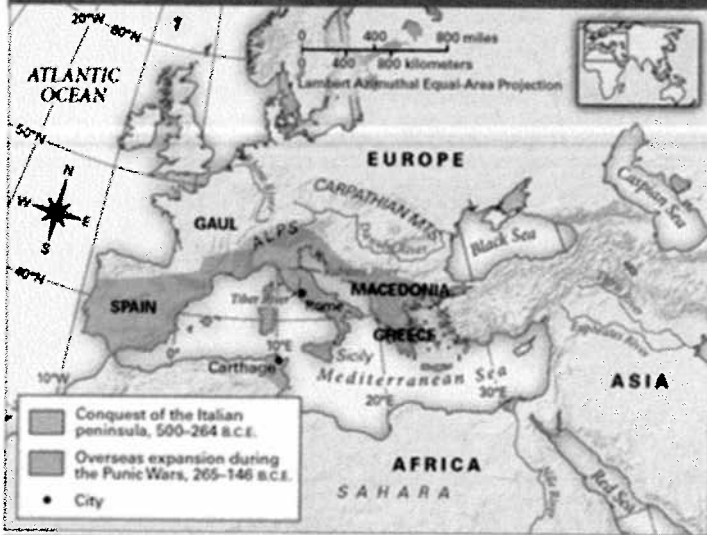 20°W
60°N
0
400
800 miles
0
400
800 kilometers
Lambert Azimuthal Equal-Area Projection
ATLANTIC
OCEAN
50°N
N
W
E
S
EUROPE
Caspian Sea
CARPATHIAN MTS.
GAUL
ALPS
Black Sea
40°N
MACEDONIA
SPAIN
Tiber River
Rome
GREECE
0°
10°E
Sicily
Carthage
Mediterranean Sea
10°W
20°E
30°E
ASIA
Conquest of the Italian
peninsula, 500–264 B.C.E.
Overseas expansion during
the Punic Wars, 265–146 B.C.E.
City
AFRICA
SAHARA
Nile River
Red Sea